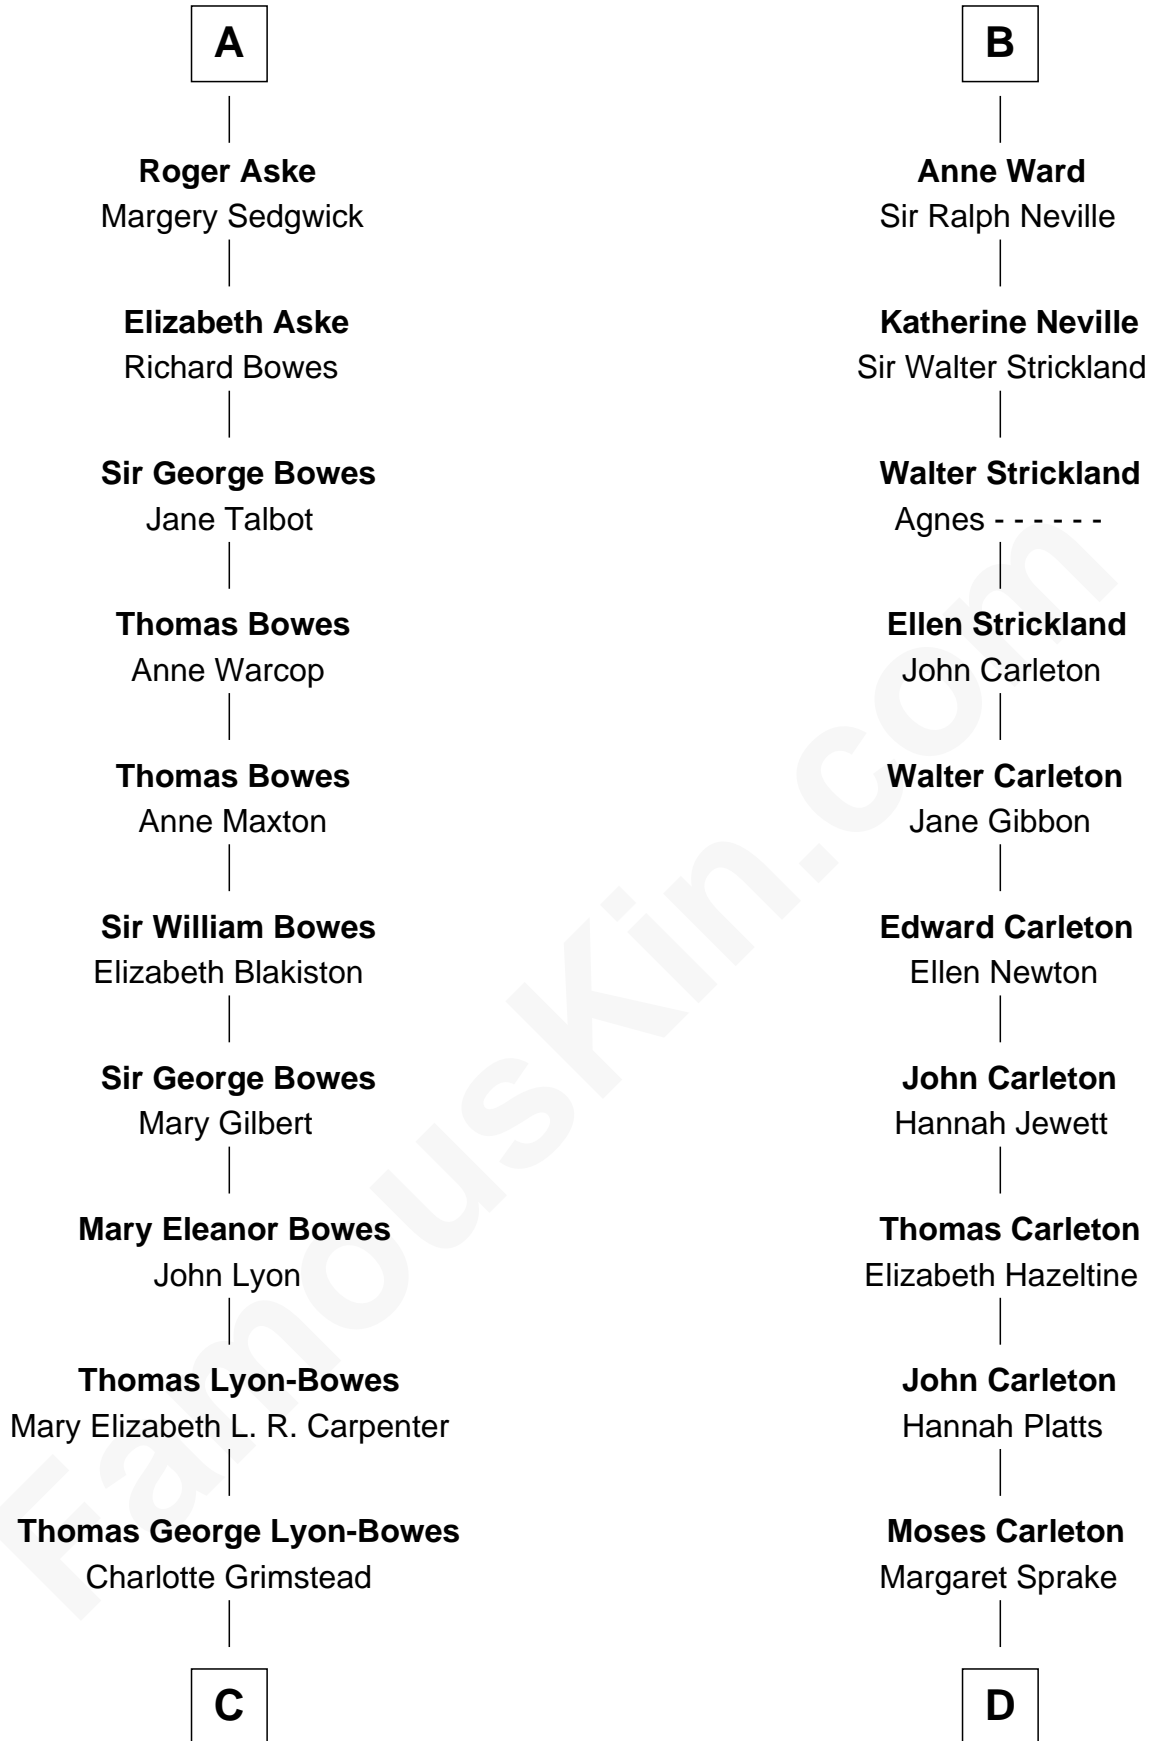 A
Roger Aske
Margery Sedgwick
Elizabeth Aske
Richard Bowes
Sir George Bowes
Jane Talbot
Thomas Bowes
Anne Warcop
Thomas Bowes
Anne Maxton
Sir William Bowes
Elizabeth Blakiston
Sir George Bowes
Mary Gilbert
Mary Eleanor Bowes
John Lyon
Thomas Lyon-Bowes
Mary Elizabeth L. R. Carpenter
Thomas George Lyon-Bowes
Charlotte Grimstead
C
B
Anne Ward
Sir Ralph Neville
Katherine Neville
Sir Walter Strickland
Walter Strickland
Agnes - - - - - -
Ellen Strickland
John Carleton
Walter Carleton
Jane Gibbon
Edward Carleton
Ellen Newton
John Carleton
Hannah Jewett
Thomas Carleton
Elizabeth Hazeltine
John Carleton
Hannah Platts
Moses Carleton
Margaret Sprake
D
FamousKin.com